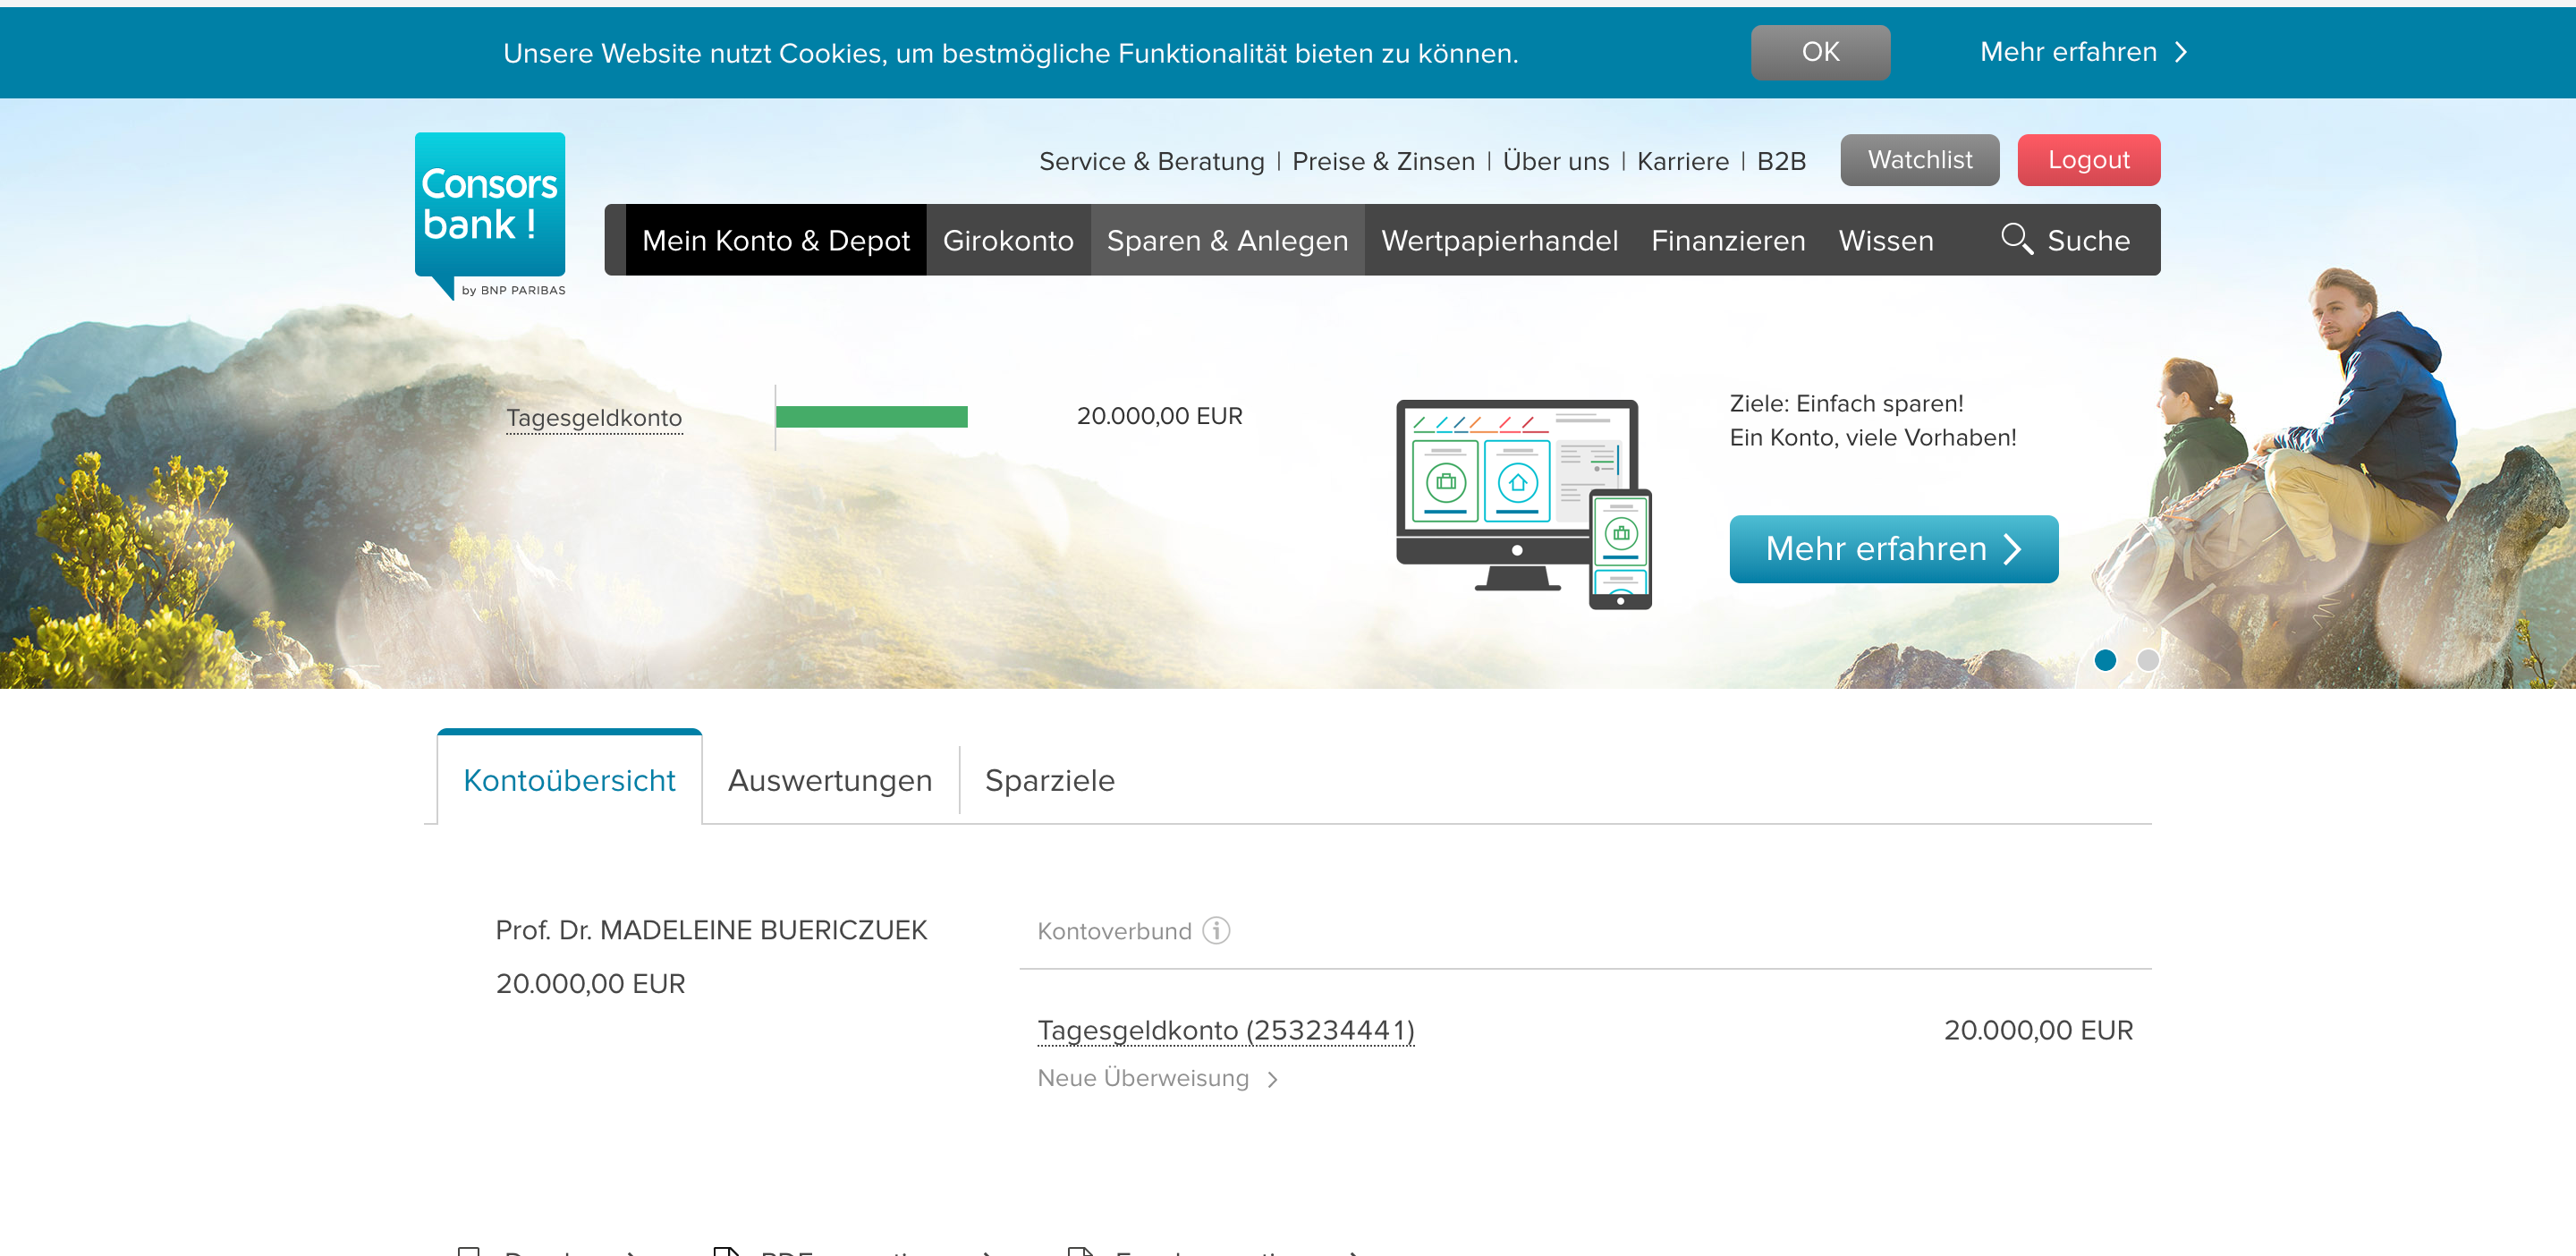 Unsere Website nutzt Cookies, um bestmögliche Funktionalität bieten zu können.
OK
Mehr erfahren
Consors
bank !
by BNP PARIBAS
Service & Beratung | Preise & Zinsen | Über uns | Karriere | B2B
Watchlist
Logout
Mein Konto & Depot
Girokonto
Sparen & Anlegen
Wertpapierhandel
Finanzieren
Wissen
Suche
Tagesgeldkonto
20.000,00 EUR
Ziele: Einfach sparen!
Ein Konto, viele Vorhaben!
Mehr erfahren
Kontoübersicht
Auswertungen
Sparziele
Prof. Dr. MADELEINE BUERICZUEK
20.000,00 EUR
Kontoverbund
Tagesgeldkonto (253234441)
20.000,00 EUR
Neue Überweisung